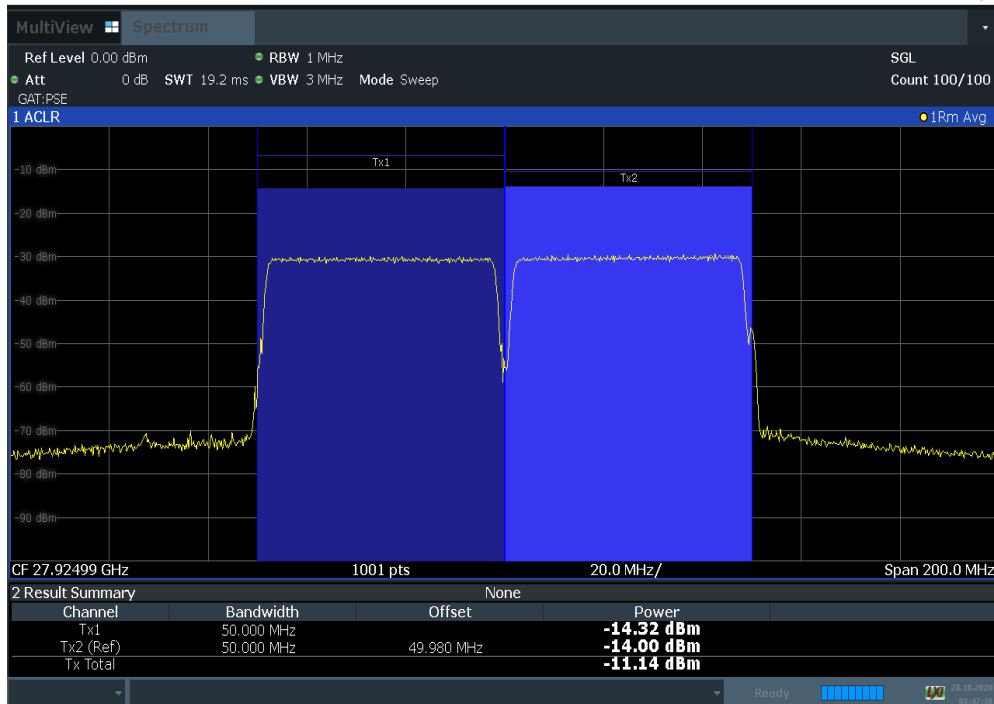 MultiView Spectrum
Ref Level 0.00 dBm RBW 1 MHz SGL
Att 0 dB SWT 19.2 ms VBW 3 MHz Mode Sweep Count 100/100
GAT:PSE
1 ACLR 1Rm Avg
Tx1
-10 dBm
Tx2
-20 dBm
-30 dBm
-40 dBm
-50 dBm
-60 dBm
-70 dBm
-80 dBm
-90 dBm
CF 27.92499 GHz 1001 pts 20.0 MHz/ Span 200.0 MHz
2 Result Summary None
Channel Bandwidth Offset Power
Tx1 50.000 MHz -14.32 dBm
Tx2 (Ref) 50.000 MHz 49.980 MHz -14.00 dBm
Tx Total -11.14 dBm
Ready 28.10.2020